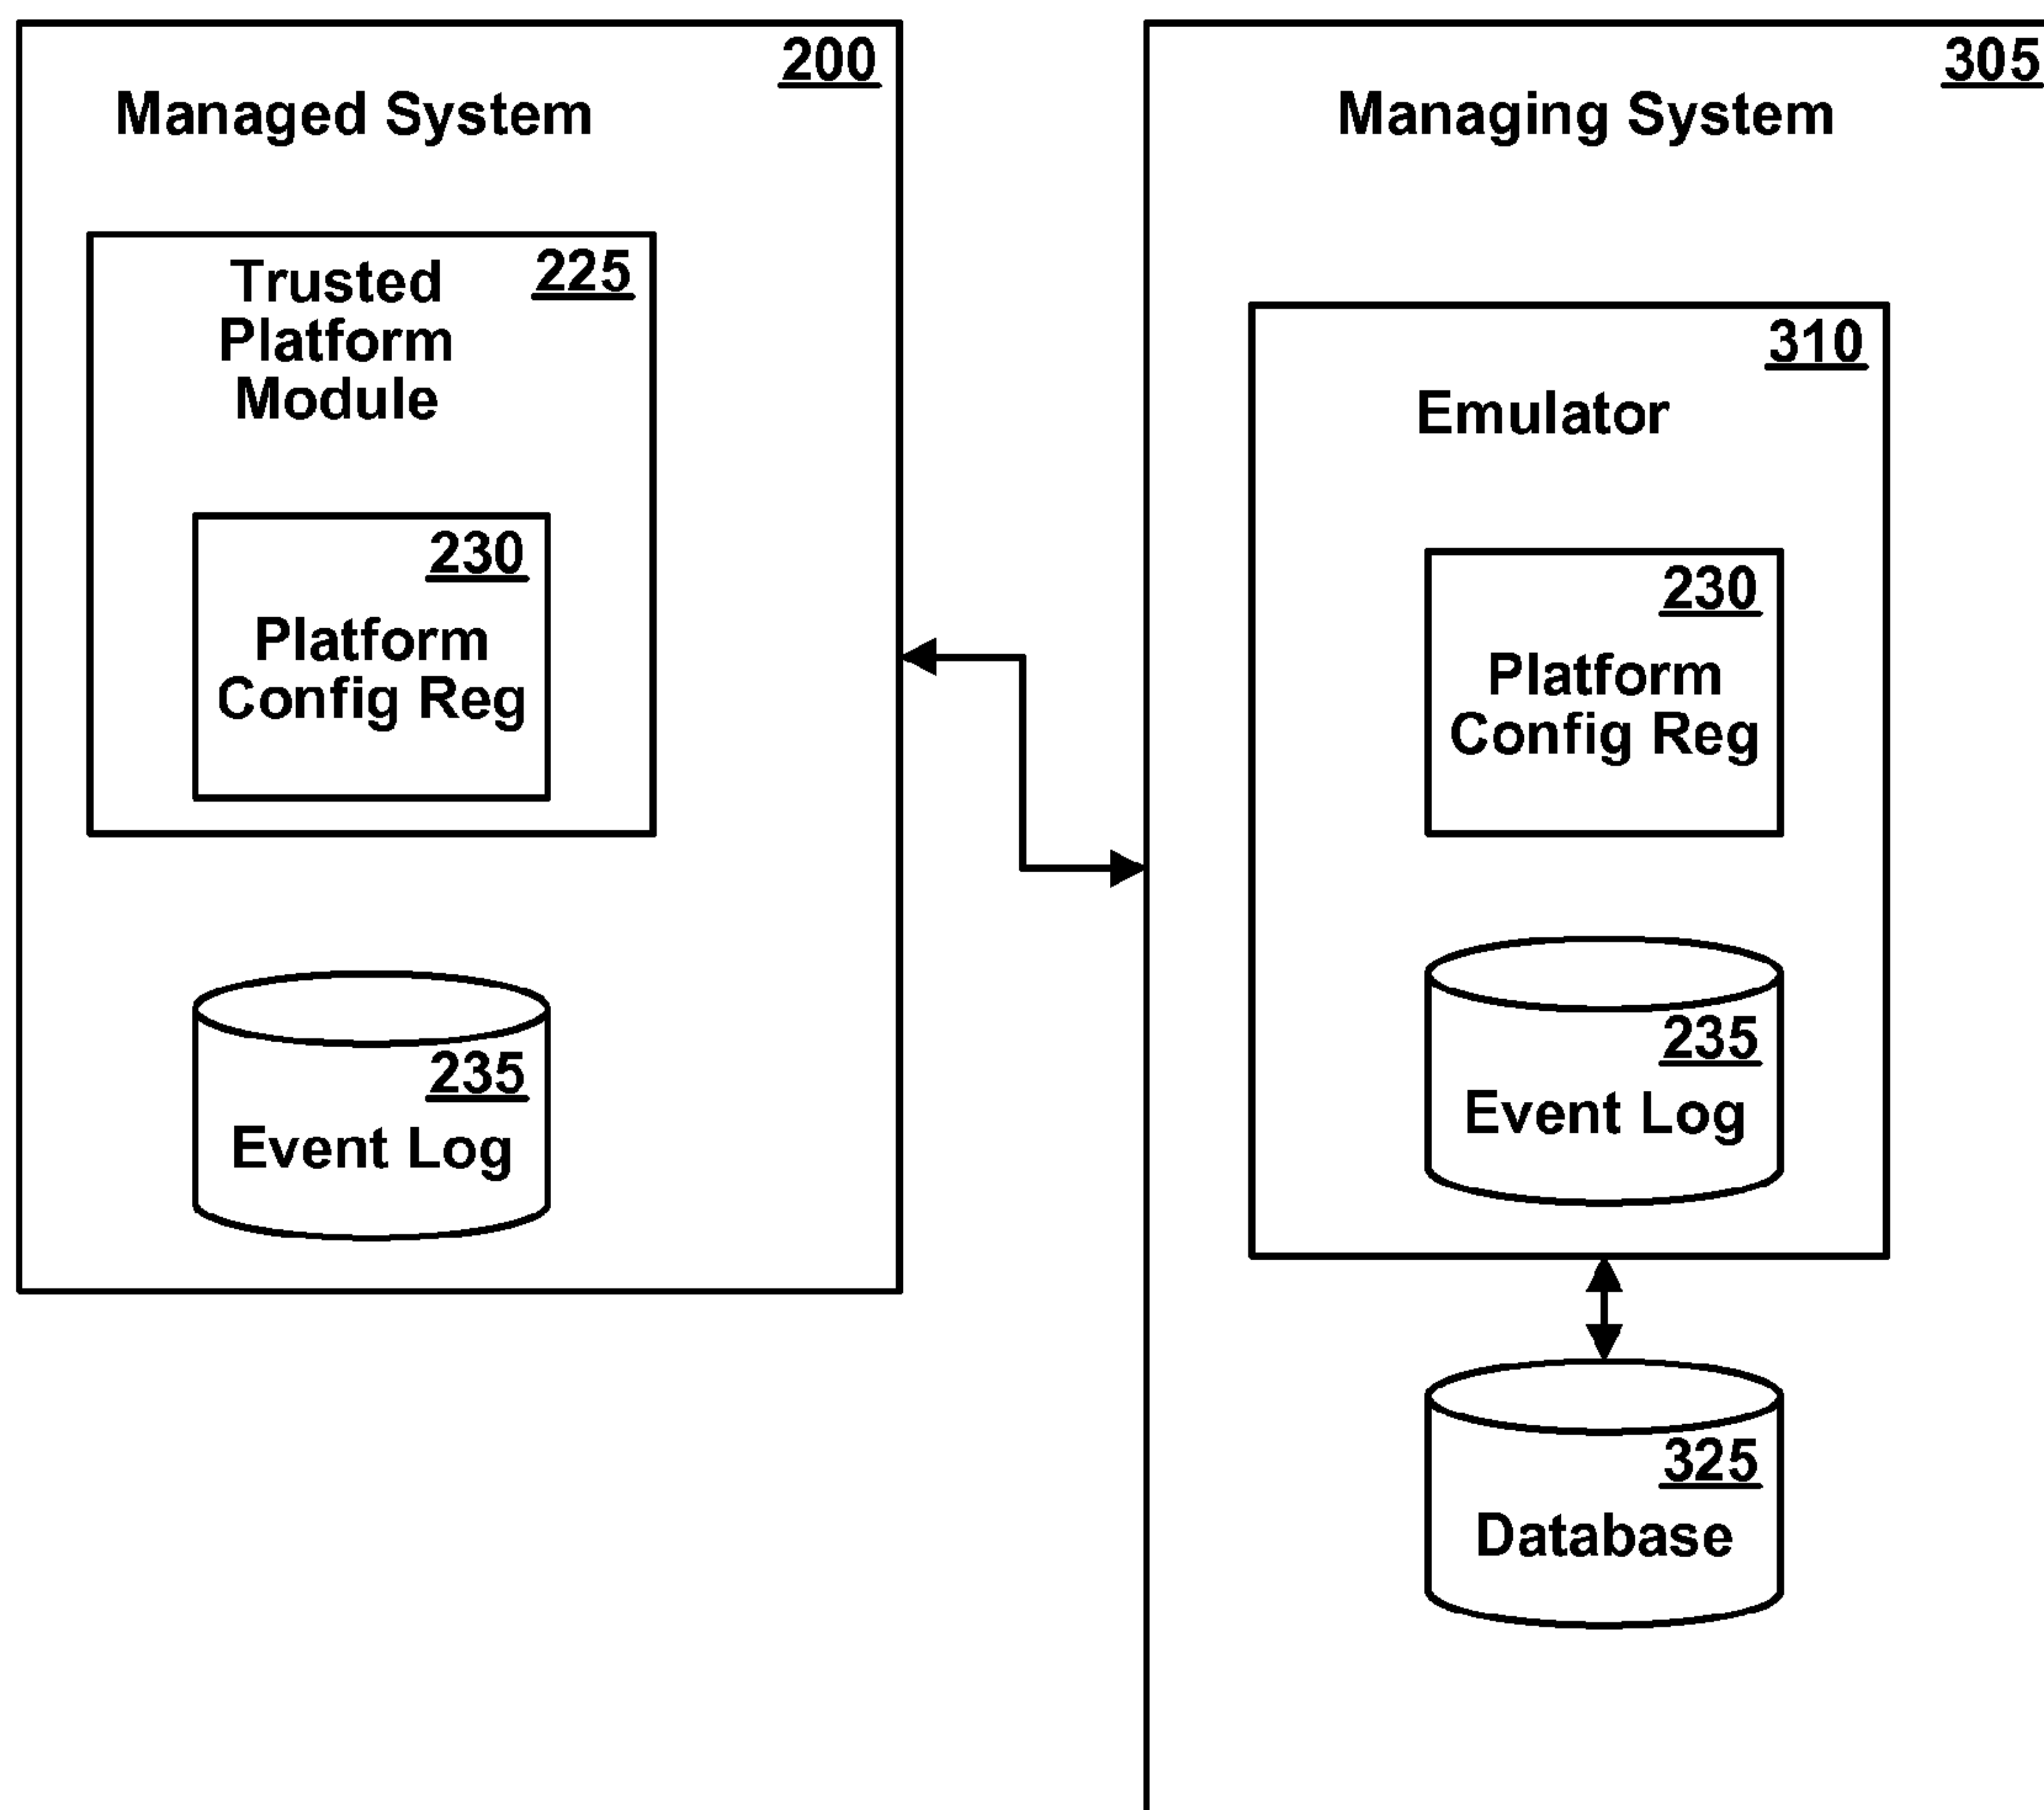 200
Managed System
225
Trusted
Platform
Module
230
Platform
Config Reg
235
Event Log
305
Managing System
310
Emulator
230
Platform
Config Reg
235
Event Log
325
Database